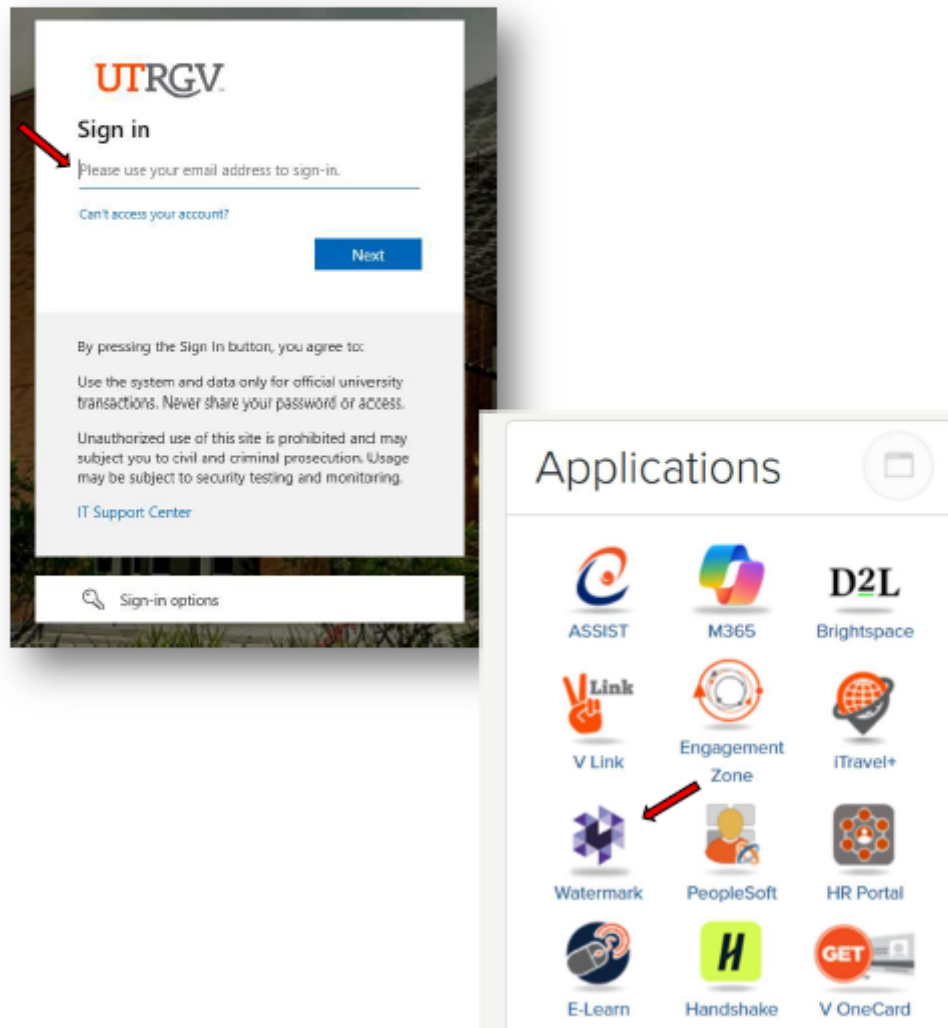 UTRGV
Sign in
Please use your email address to sign-in.
Can't access your account?
Next
By pressing the Sign In button, you agree to:
Use the system and data only for official university
transactions. Never share your password or access.
Unauthorized use of this site is prohibited and may
subject you to civil and criminal prosecution. Usage
may be subject to security testing and monitoring.
IT Support Center
Sign-in options
Applications
D2L
ASSIST M365 Brightspace
Link
V Link Engagement Zone iTravel+
Watermark PeopleSoft HR Portal
H GET
E-Learn Handshake V OneCard